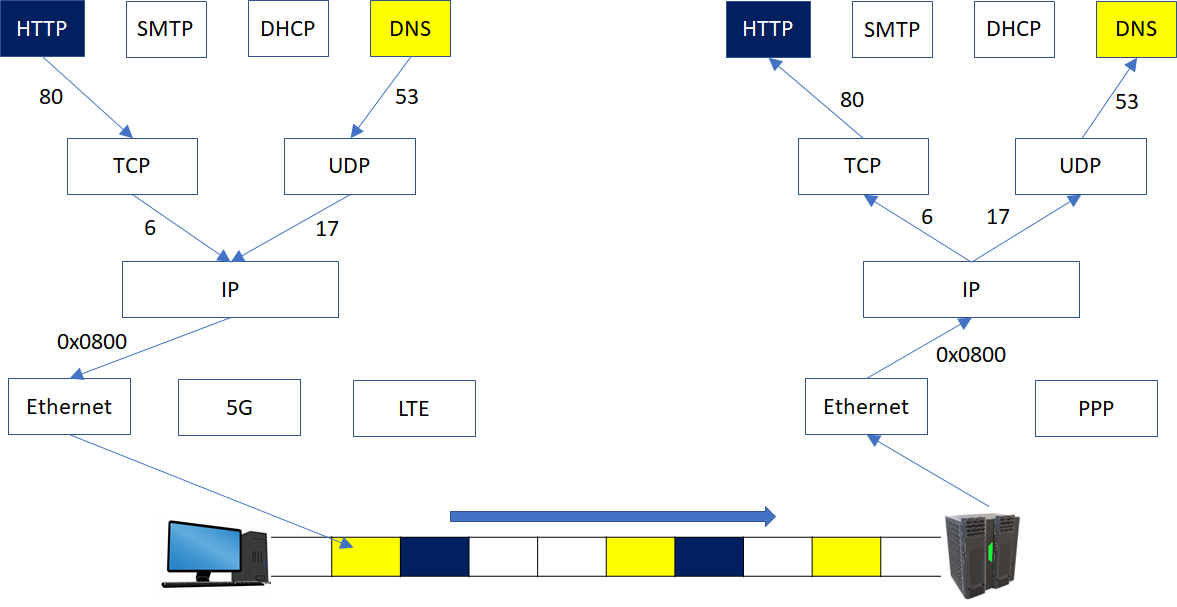 HTTP
SMTP
DHCP
DNS
HTTP
SMTP
DHCP
DNS
80
53
80
53
TCP
UDP
TCP
UDP
6
17
6
17
IP
IP
0x0800
0x0800
Ethernet
5G
LTE
Ethernet
PPP